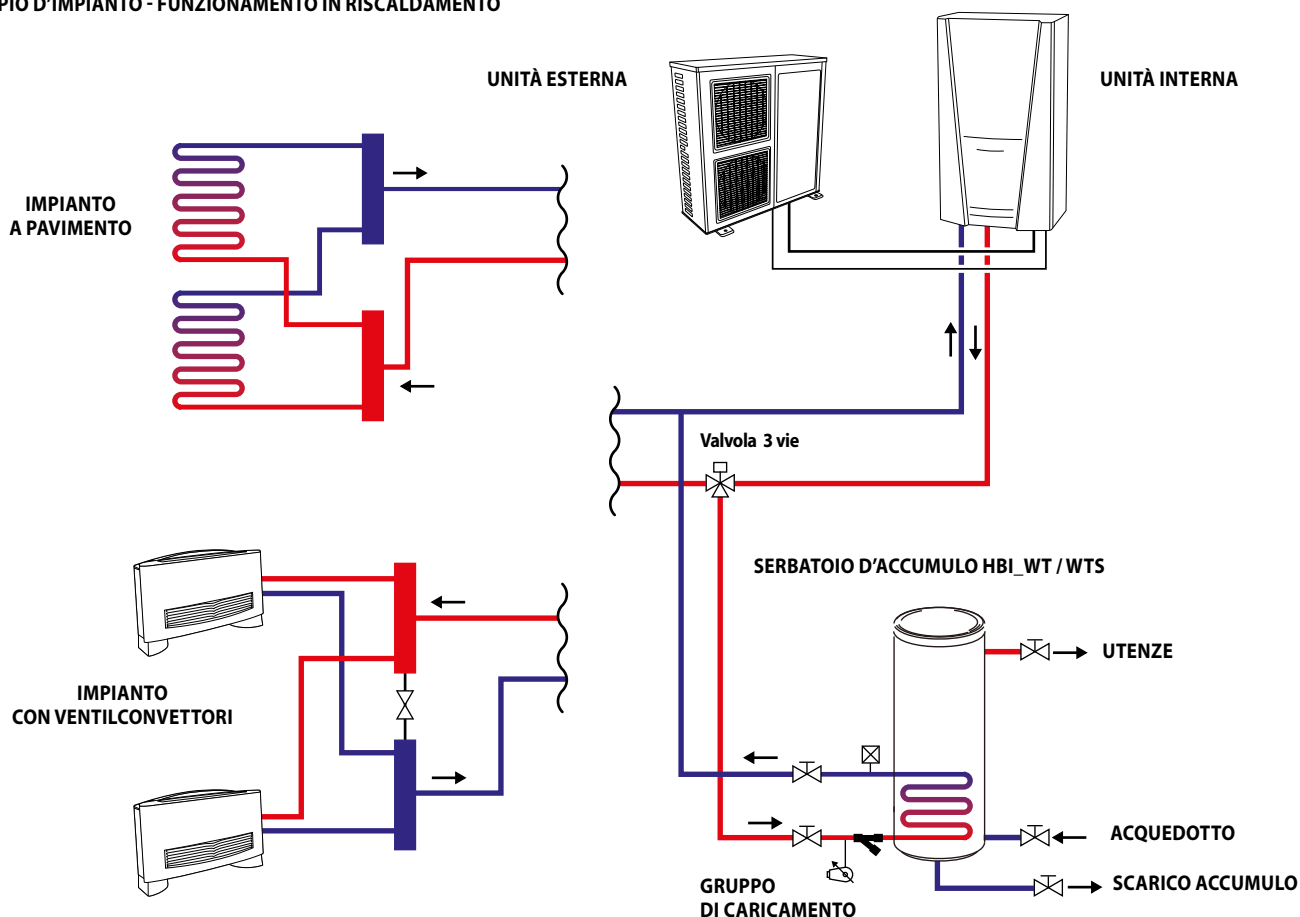 D'IMPIANTO - FUNZIONAMENTO IN RISCALDAMENTO
UNITÀ ESTERNA
UNITÀ INTERNA
IMPIANTO
A PAVIMENTO
Valvola 3 vie
SERBATOIO D'ACCUMULO HBI_WT / WTS
UTENZE
IMPIANTO
CON VENTILCONVETTORI
ACQUEDOTTO
SCARICO ACCUMULO
GRUPPO
DI CARICAMENTO